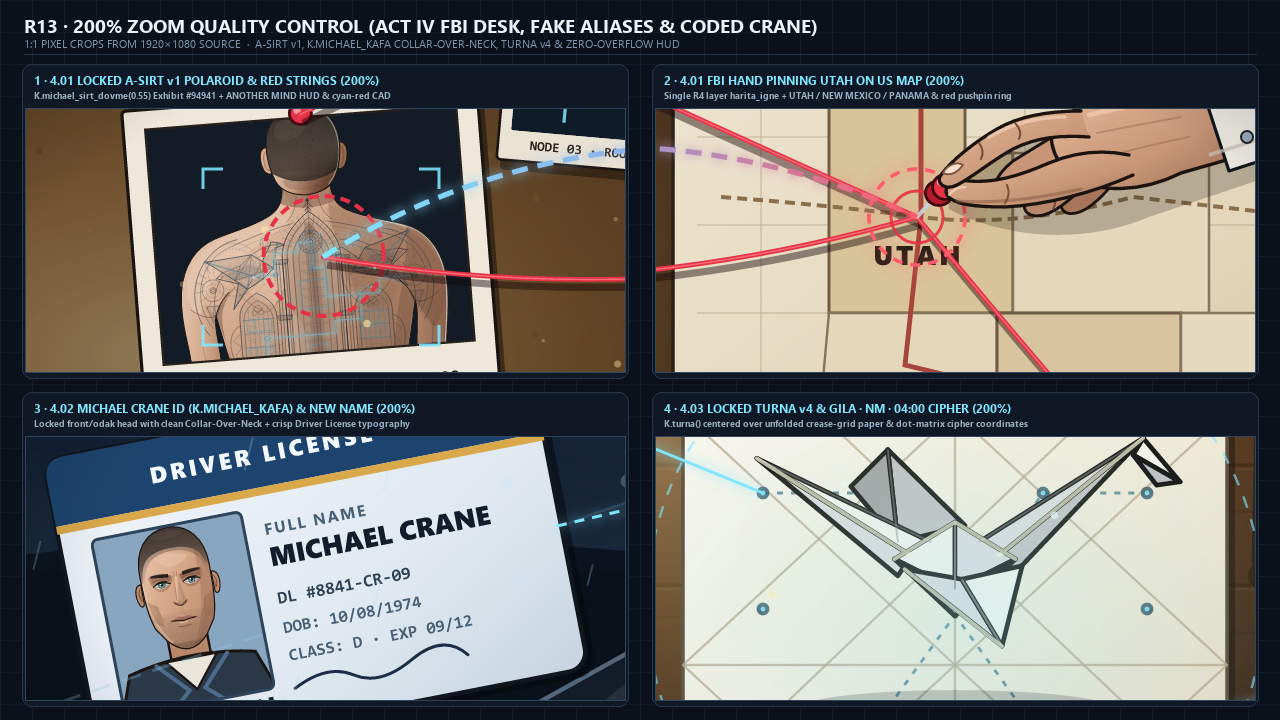 R13 · 200% ZOOM QUALITY CONTROL (ACT IV FBI DESK, FAKE ALIASES & CODED CRANE)
1:1 PIXEL CROPS FROM 1920×1080 SOURCE · A-SIRT v1, K.MICHAEL_KAFA COLLAR-OVER-NECK, TURNA v4 & ZERO-OVERFLOW HUD
1 · 4.01 LOCKED A-SIRT v1 POLAROID & RED STRINGS (200%)
K.michael_sirt_dovme(0.55) Exhibit #94941 + ANOTHER MIND HUD & cyan-red CAD
NODE 03 ·
2 · 4.01 FBI HAND PINNING UTAH ON US MAP (200%)
Single R4 layer harita_igne + UTAH / NEW MEXICO / PANAMA & red pushpin ring
UTAH
3 · 4.02 MICHAEL CRANE ID (K.MICHAEL_KAFA) & NEW NAME (200%)
Locked front/odak head with clean Collar-Over-Neck + crisp Driver License typography
DRIVER LICENSE
FULL NAME
MICHAEL CRANE
DL #8841-CR-09
DOB: 10/08/1974
CLASS: D · EXP 09/12
4 · 4.03 LOCKED TURNA v4 & GILA · NM · 04:00 CIPHER (200%)
K.turna() centered over unfolded crease-grid paper & dot-matrix cipher coordinates